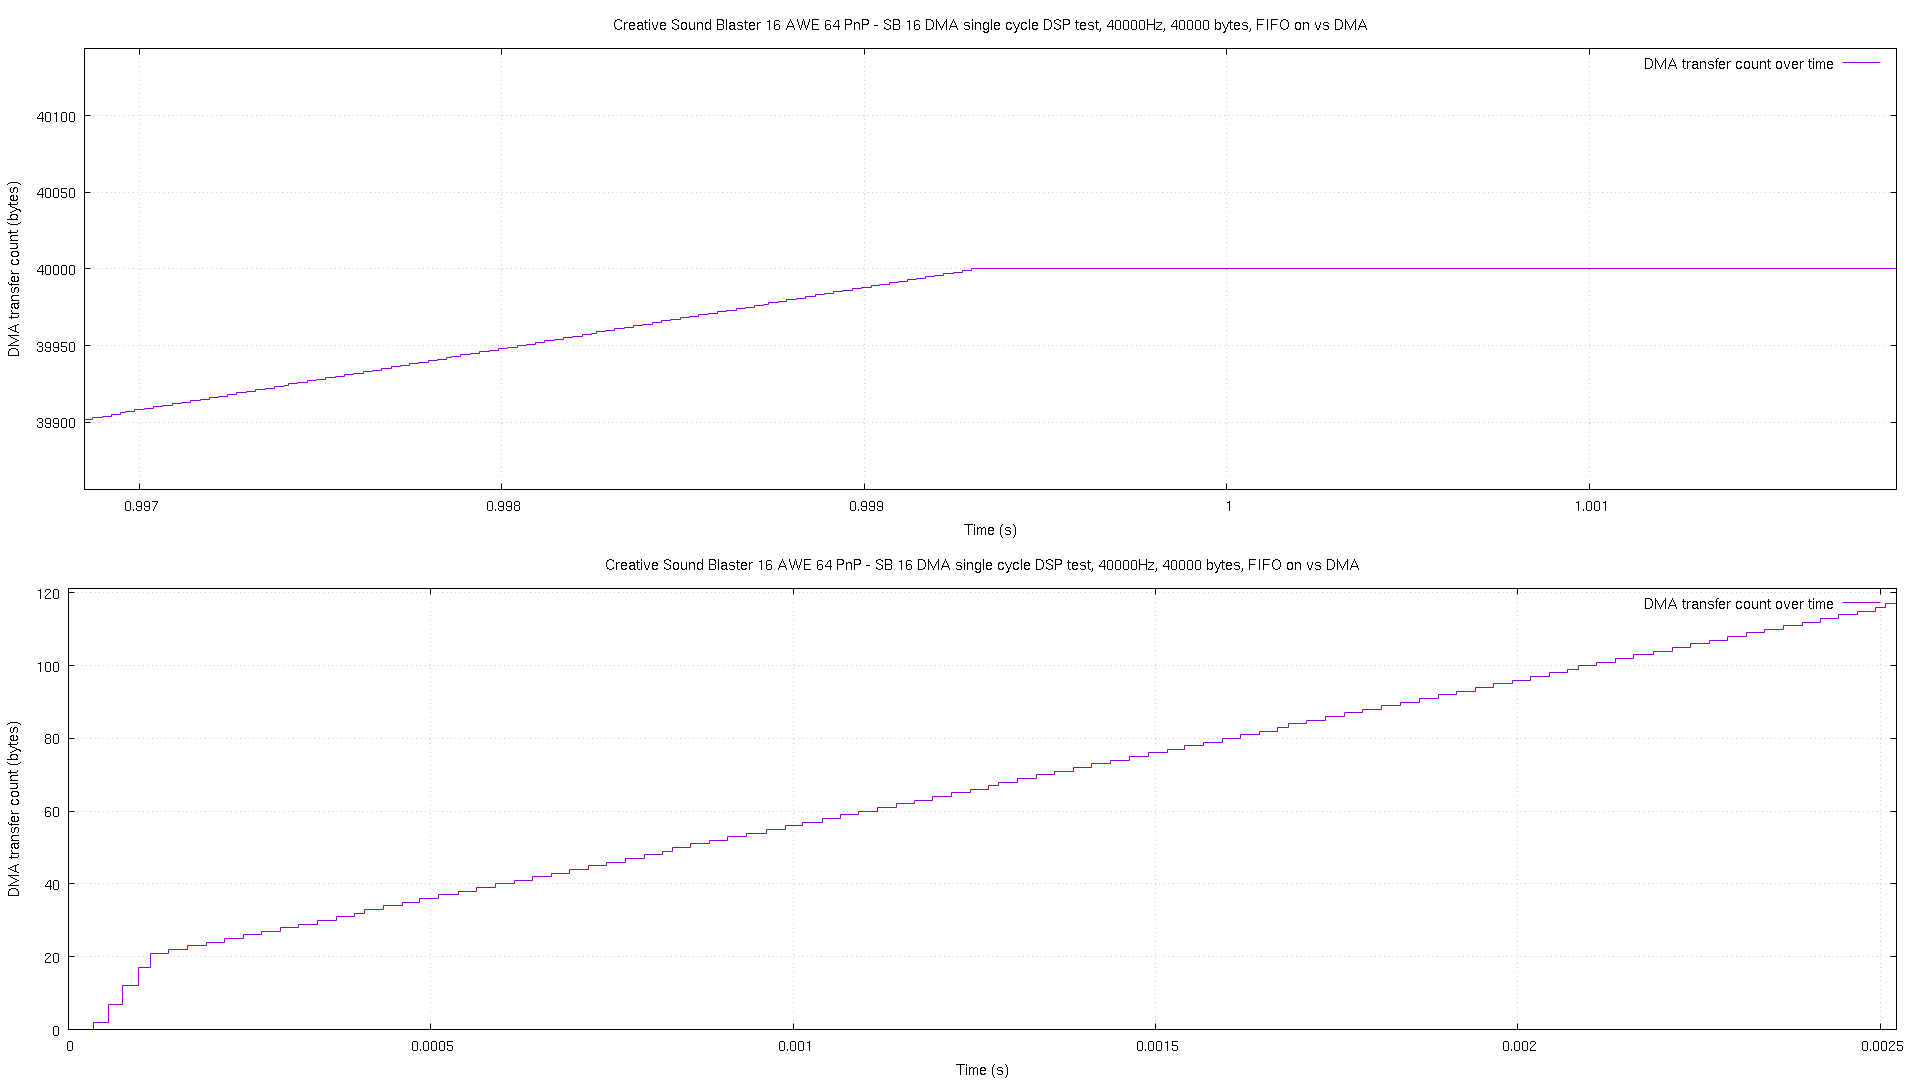 Creative Sound Blaster 16 AWE 64 PnP - SB 16 DMA single cycle DSP test, 40000Hz, 40000 bytes, FIFO on vs DMA
DMA transfer count over time
40100
40050
40000
39950
39900
DMA transfer count (bytes)
0.997 0.998 0.999 1 1.001
Time (s)
Creative Sound Blaster 16 AWE 64 PnP - SB 16 DMA single cycle DSP test, 40000Hz, 40000 bytes, FIFO on vs DMA
DMA transfer count over time
120
100
80
60
40
20
0
DMA transfer count (bytes)
0 0.0005 0.001 0.0015 0.002 0.0025
Time (s)